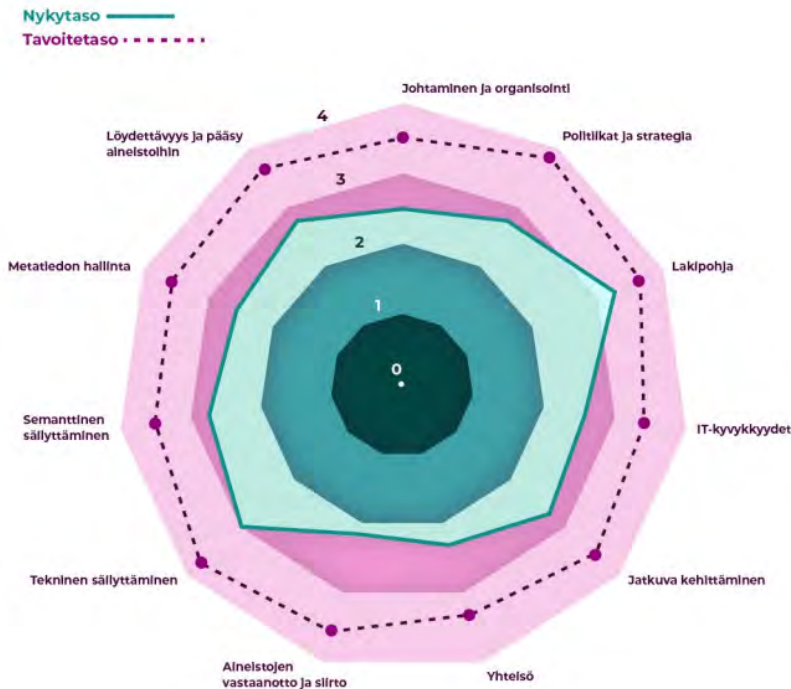 Nykytaso
Tavoitetaso
Johtaminen ja organisointi
4
Löydettävyys ja pääsy
aineistoihin
Politiikat ja strategia
3
2
Metatiedon hallinta
Lakipohja
1
0
Semanttinen
säilyttäminen
IT-kyvykkyydet
Tekninen säilyttäminen
Jatkuva kehittäminen
Aineistojen
vastaanotto ja siirto
Yhteisö